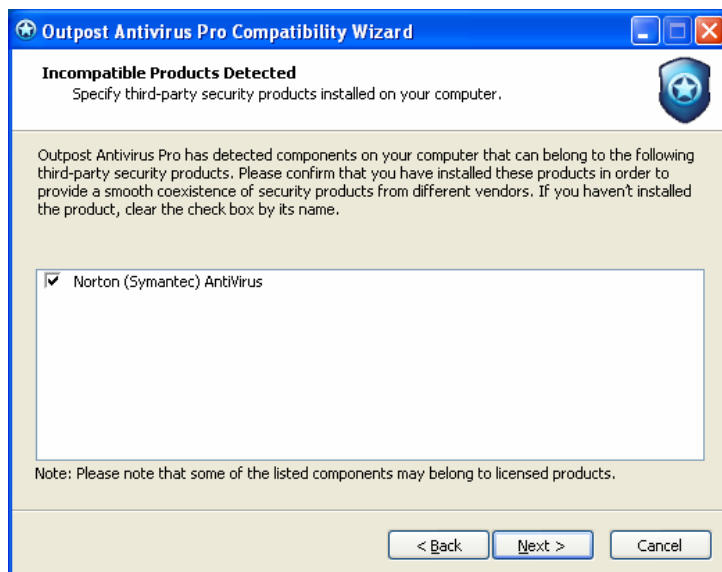 Outpost Antivirus Pro Compatibility Wizard
Incompatible Products Detected
Specify third-party security products installed on your computer.
Outpost Antivirus Pro has detected components on your computer that can belong to the following
third-party security products. Please confirm that you have installed these products in order to
provide a smooth coexistence of security products from different vendors. If you haven't installed
the product, clear the check box by its name.
Norton (Symantec) AntiVirus
Note: Please note that some of the listed components may belong to licensed products.
< Back Next > Cancel